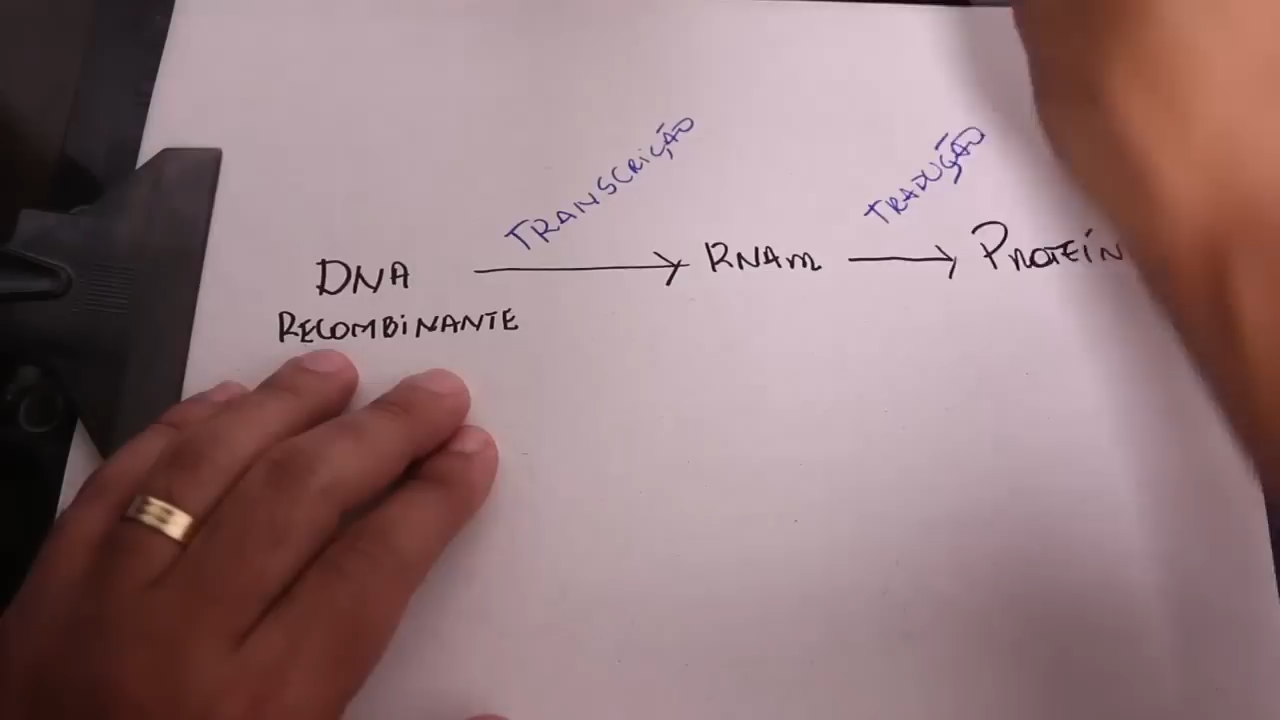 TRANSCRIÇÃO
TRADUÇÃO
DNA → RNAm → PROTEÍN
RECOMBINANTE